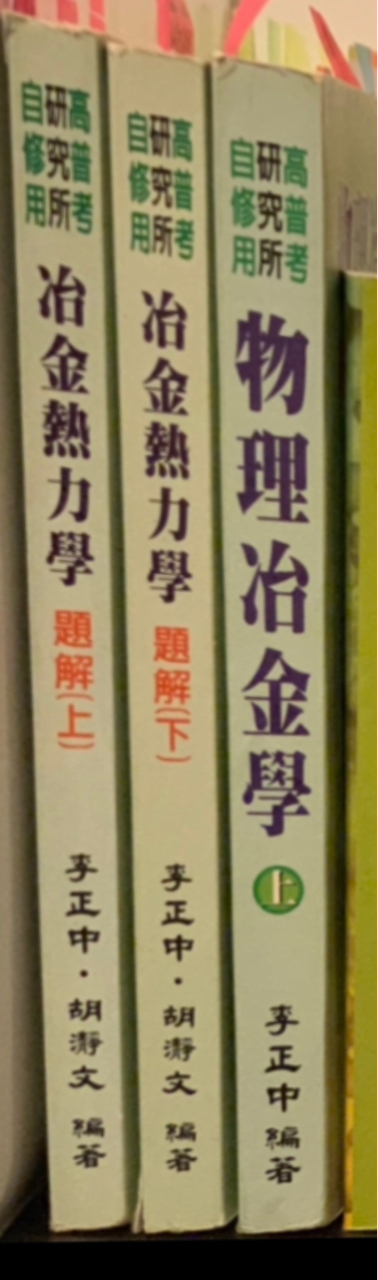 高普考
研究所
自修用
冶金熱力學
題解(上)
李正中・胡瀞文 編著
高普考
研究所
自修用
冶金熱力學
題解(下)
李正中・胡瀞文 編著
高普考
研究所
自修用
物理冶金學
上
李正中 編著